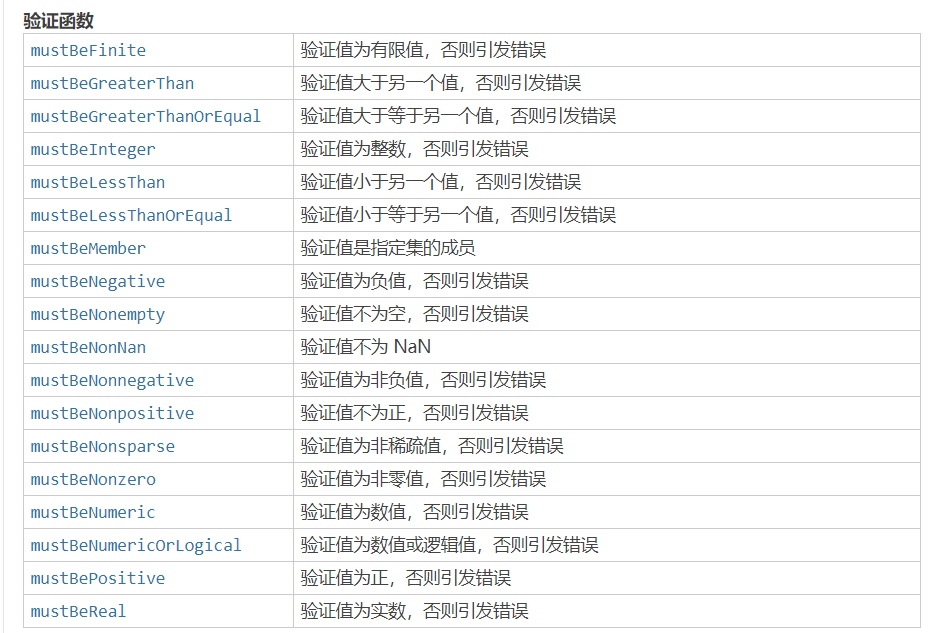 验证函数
mustBeFinite 验证值为有限值，否则引发错误
mustBeGreaterThan 验证值大于另一个值，否则引发错误
mustBeGreaterThanOrEqual 验证值大于等于另一个值，否则引发错误
mustBeInteger 验证值为整数，否则引发错误
mustBeLessThan 验证值小于另一个值，否则引发错误
mustBeLessThanOrEqual 验证值小于等于另一个值，否则引发错误
mustBeMember 验证值是指定集的成员
mustBeNegative 验证值为负值，否则引发错误
mustBeNonempty 验证值不为空，否则引发错误
mustBeNonNan 验证值不为 NaN
mustBeNonnegative 验证值为非负值，否则引发错误
mustBeNonpositive 验证值不为正，否则引发错误
mustBeNonsparse 验证值为非稀疏值，否则引发错误
mustBeNonzero 验证值为非零值，否则引发错误
mustBeNumeric 验证值为数值，否则引发错误
mustBeNumericOrLogical 验证值为数值或逻辑值，否则引发错误
mustBePositive 验证值为正，否则引发错误
mustBeReal 验证值为实数，否则引发错误